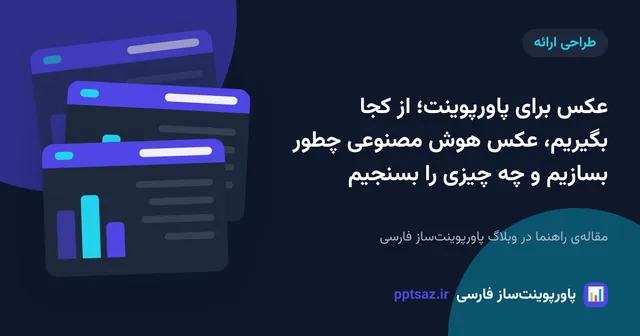 طراحی ارائه
عکس برای پاورپوینت؛ از کجا
بگیریم، عکس هوش مصنوعی چطور
بسازیم و چه چیزی را بسنجیم
مقاله‌ی راهنما در وبلاگ پاورپوینت‌ساز فارسی
پاورپوینت‌ساز فارسی pptsaz.ir